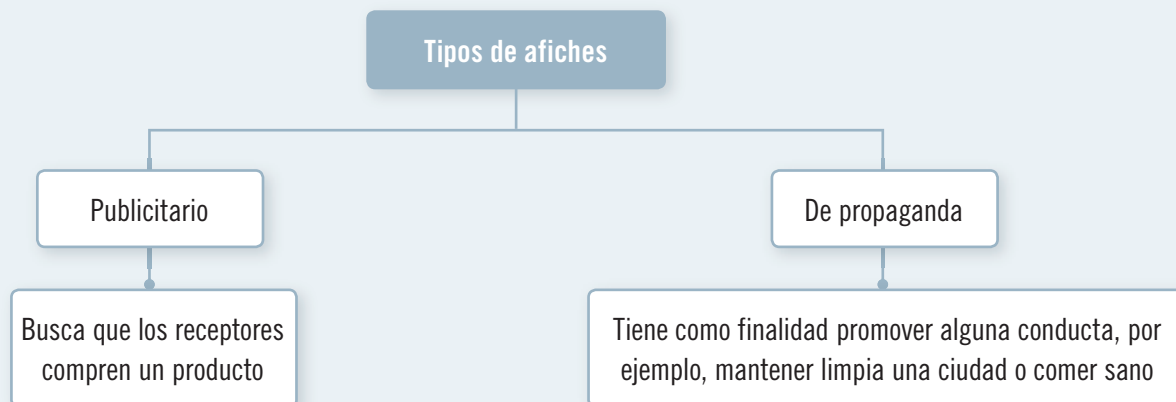 Tipos de afiches
Publicitario
De propaganda
Busca que los receptores
compren un producto
Tiene como finalidad promover alguna conducta, por
ejemplo, mantener limpia una ciudad o comer sano